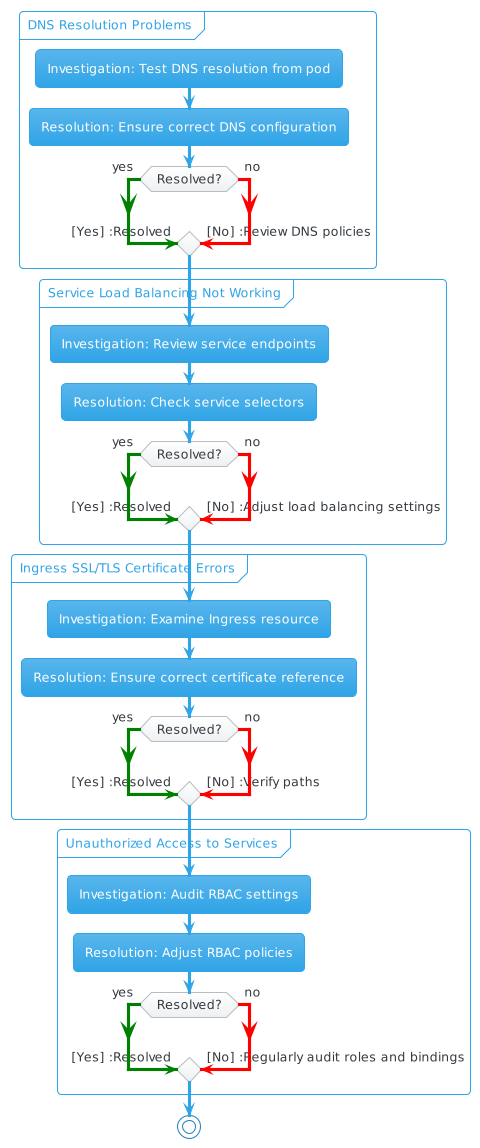 DNS Resolution Problems
Investigation: Test DNS resolution from pod
Resolution: Ensure correct DNS configuration
yes
Resolved?
no
[Yes] :Resolved
[No] :Review DNS policies
Service Load Balancing Not Working
Investigation: Review service endpoints
Resolution: Check service selectors
yes
Resolved?
no
[Yes] :Resolved
[No] :Adjust load balancing settings
Ingress SSL/TLS Certificate Errors
Investigation: Examine Ingress resource
Resolution: Ensure correct certificate reference
yes
Resolved?
no
[Yes] :Resolved
[No] :Verify paths
Unauthorized Access to Services
Investigation: Audit RBAC settings
Resolution: Adjust RBAC policies
yes
Resolved?
no
[Yes] :Resolved
[No] :Regularly audit roles and bindings